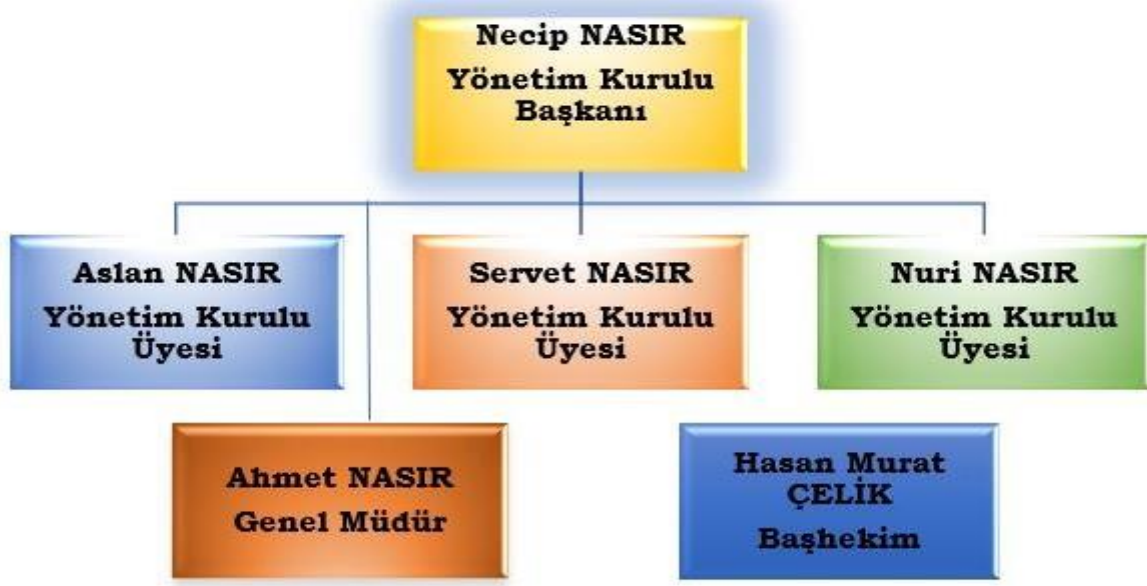 Necip NASIR
Yönetim Kurulu
Başkanı
Aslan NASIR
Yönetim Kurulu
Üyesi
Servet NASIR
Yönetim Kurulu
Üyesi
Nuri NASIR
Yönetim Kurulu
Üyesi
Ahmet NASIR
Genel Müdür
Hasan Murat
ÇELİK
Başhekim